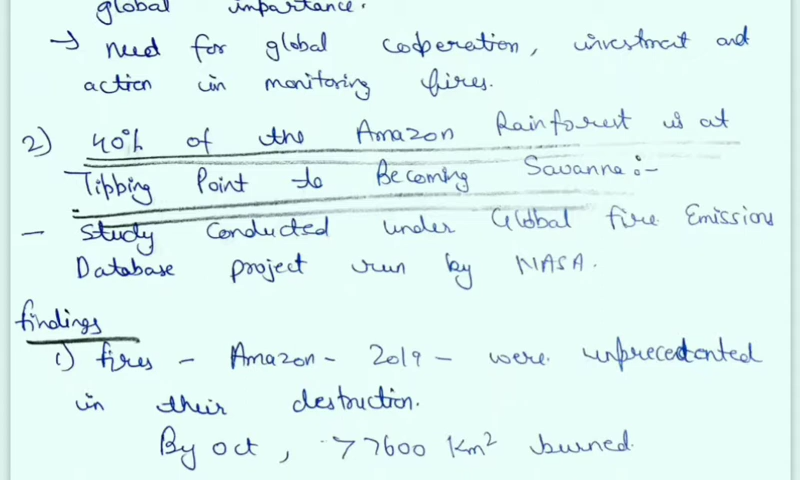 global importance.
→ need for global cooperation, investment and
action in monitoring fires.
2) 40% of the Amazon Rainforest is at
Tipping Point to Becoming Savanna :-
- Study Conducted under Global fire Emissions
Database project run by NASA.
findings
1) fires - Amazon - 2019 - were unprecedented
in their destruction.
By oct, >7600 Km² burned.